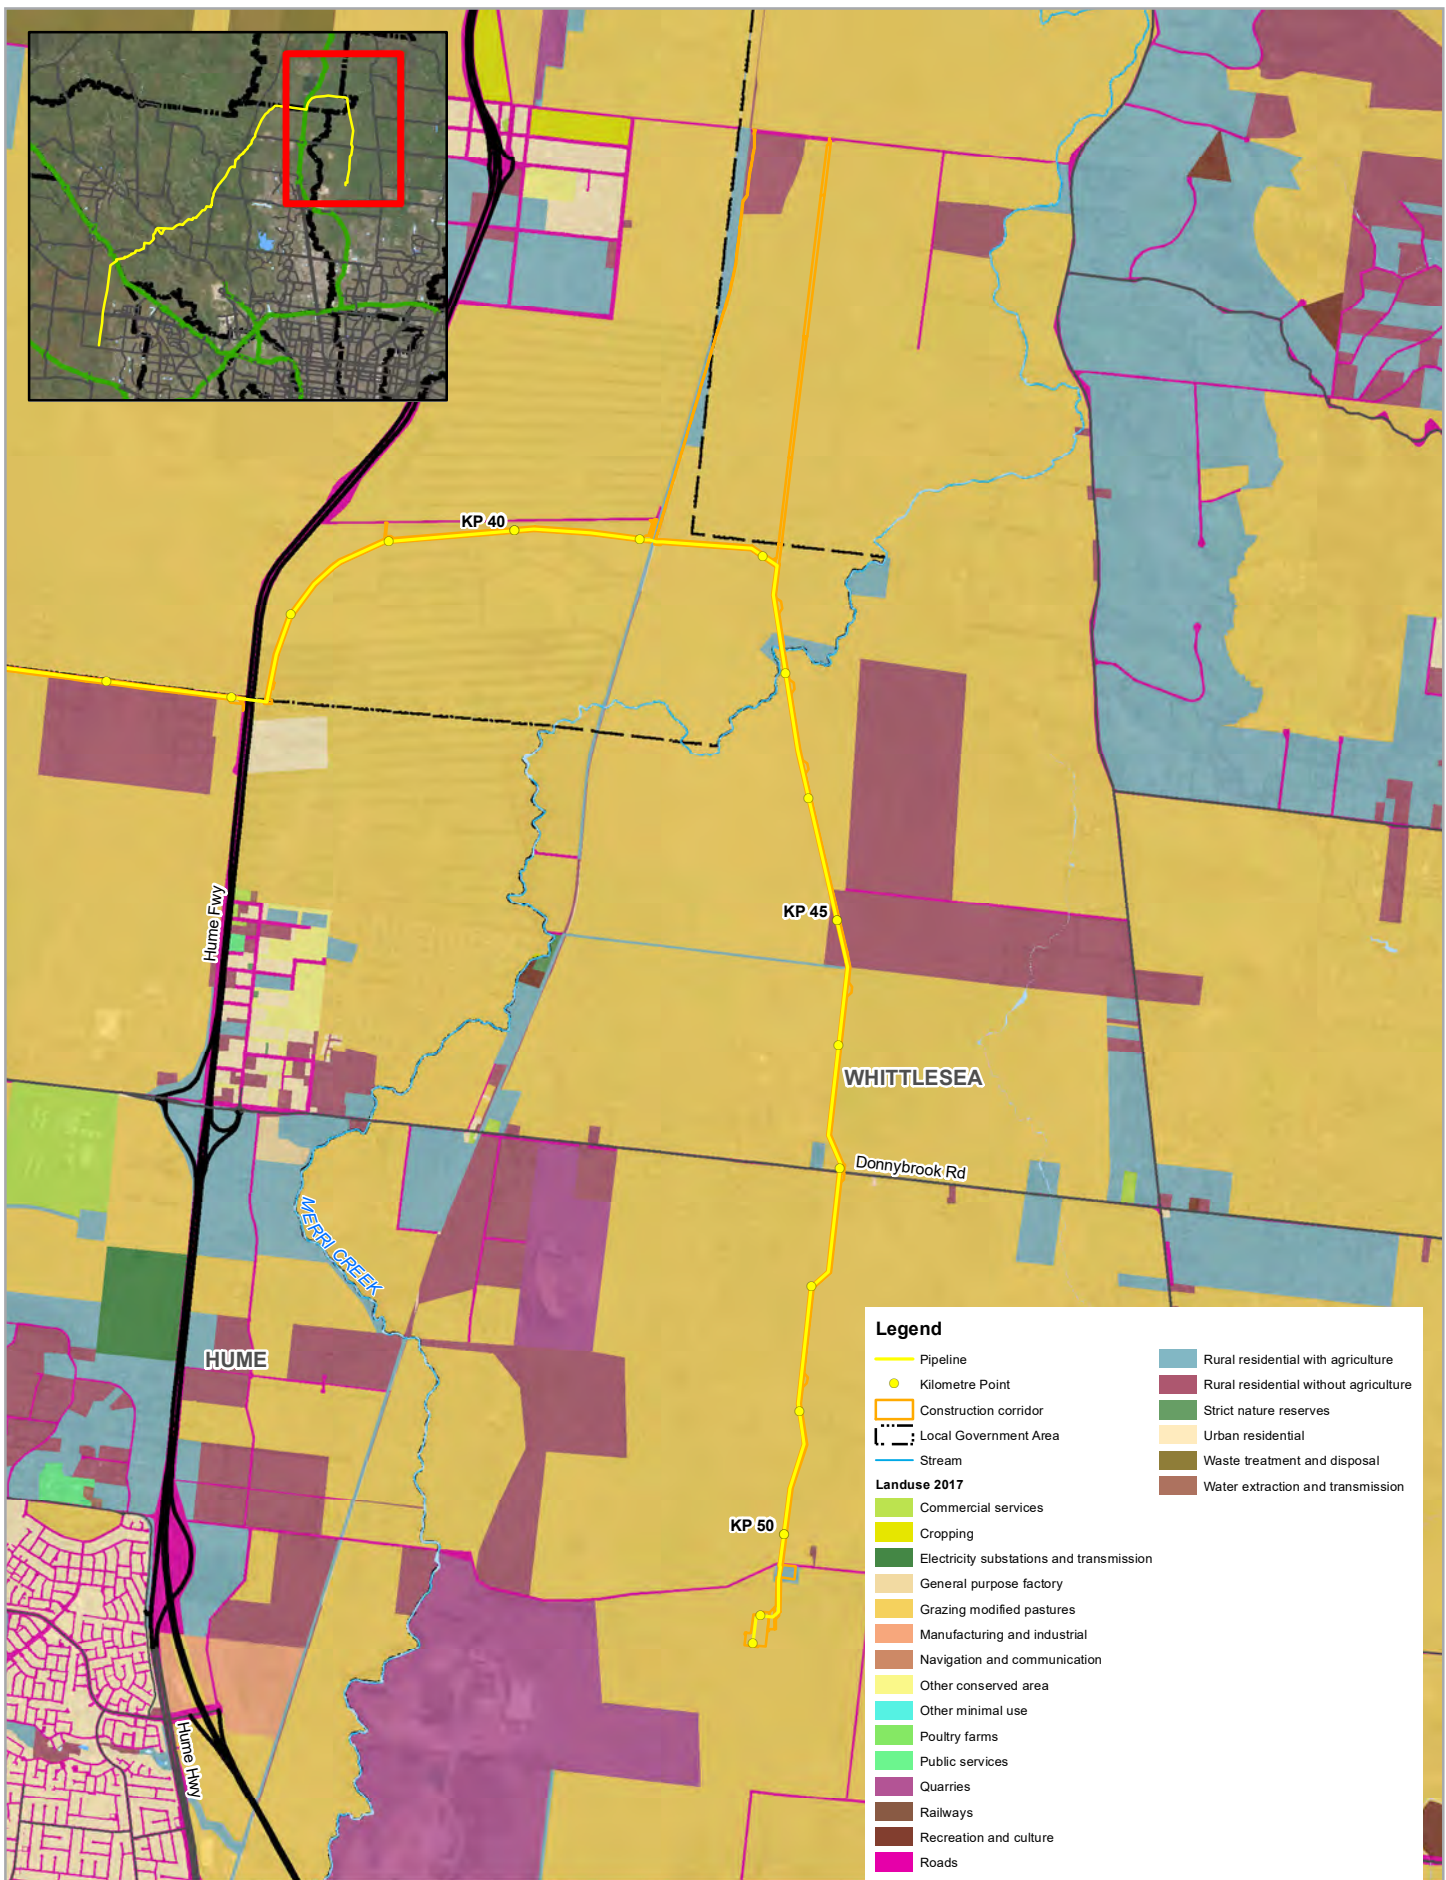 KP 40
KP 45
Hume Fwy
WHITTLESEA
Donnybrook Rd
MERRI CREEK
HUME
KP 50
Hume Hwy
Legend
Pipeline
Kilometre Point
Construction corridor
Local Government Area
Stream
Landuse 2017
Commercial services
Cropping
Electricity substations and transmission
General purpose factory
Grazing modified pastures
Manufacturing and industrial
Navigation and communication
Other conserved area
Other minimal use
Poultry farms
Public services
Quarries
Railways
Recreation and culture
Roads
Rural residential with agriculture
Rural residential without agriculture
Strict nature reserves
Urban residential
Waste treatment and disposal
Water extraction and transmission